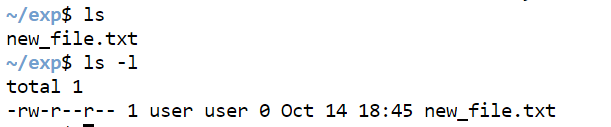 ~/exp$ ls
new_file.txt
~/exp$ ls -l
total 1
-rw-r--r-- 1 user user 0 Oct 14 18:45 new_file.txt